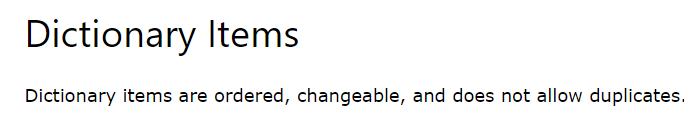 Dictionary Items
Dictionary items are ordered, changeable, and does not allow duplicates.